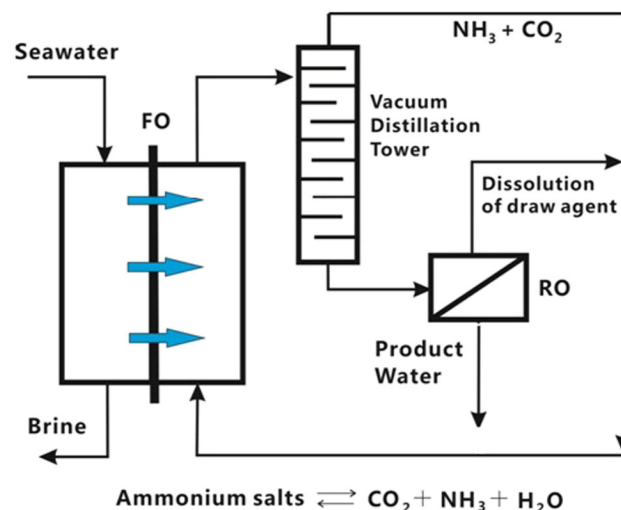 NH₃ + CO₂
Seawater
FO
Vacuum
Distillation
Tower
Dissolution
of draw agent
RO
Product
Water
Brine
Ammonium salts ⇌ CO₂ + NH₃ + H₂O